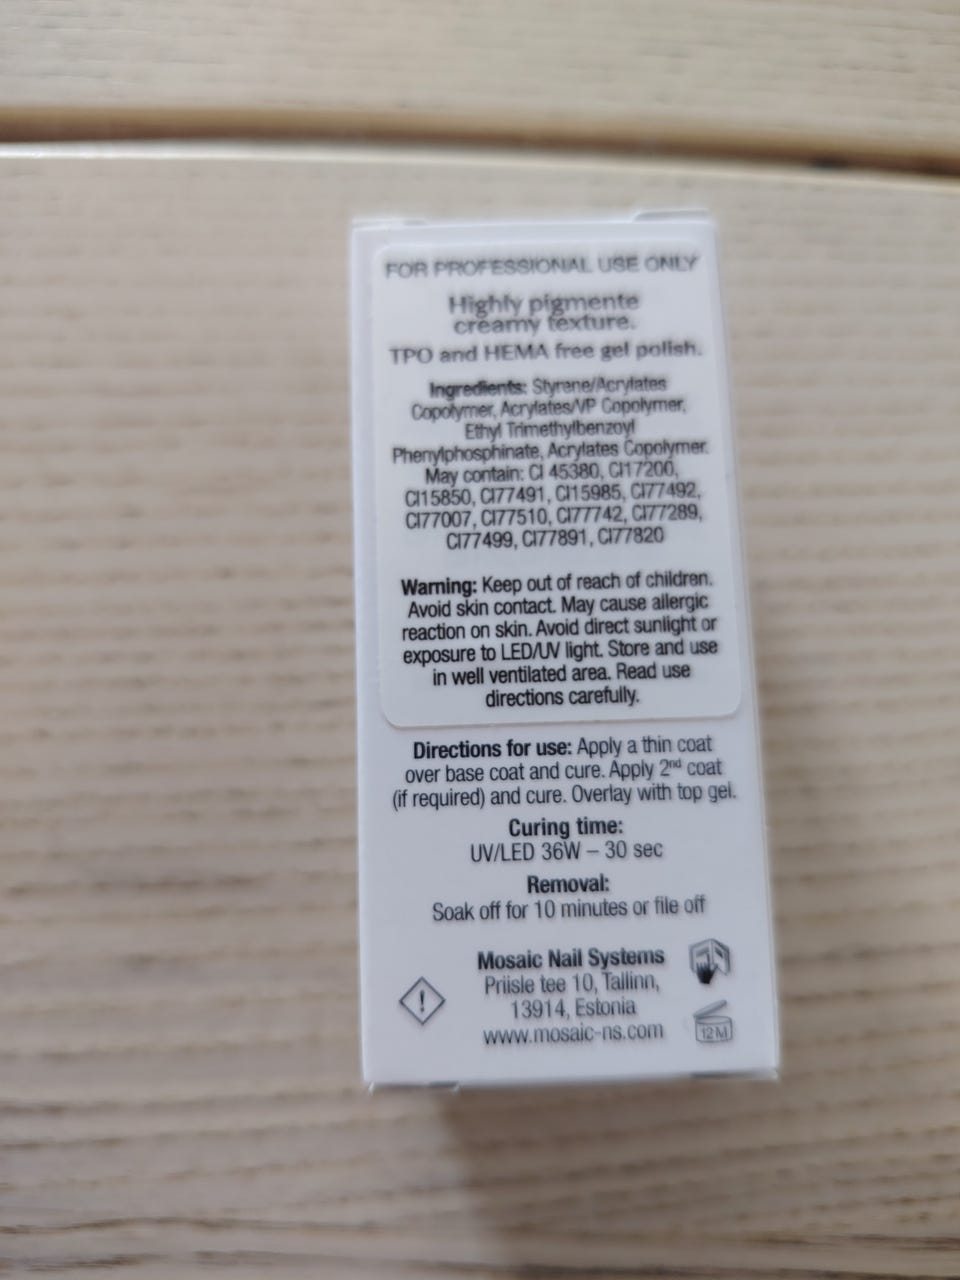 FOR PROFESSIONAL USE ONLY
Highly pigmente
creamy texture.
TPO and HEMA free gel polish.
Ingredients: Styrene/Acrylates
Copolymer, Acrylates/VP Copolymer,
Ethyl Trimethylbenzoyl
Phenylphosphinate, Acrylates Copolymer.
May contain: CI 45380, CI17200,
CI15850, CI77491, CI15985, CI77492,
CI77007, CI77510, CI77742, CI77289,
CI77499, CI77891, CI77820
Warning: Keep out of reach of children.
Avoid skin contact. May cause allergic
reaction on skin. Avoid direct sunlight or
exposure to LED/UV light. Store and use
in well ventilated area. Read use
directions carefully.
Directions for use: Apply a thin coat
over base coat and cure. Apply 2nd coat
(if required) and cure. Overlay with top gel.
Curing time:
UV/LED 36W – 30 sec
Removal:
Soak off for 10 minutes or file off
Mosaic Nail Systems
Priisle tee 10, Tallinn,
13914, Estonia
www.mosaic-ns.com
12 M